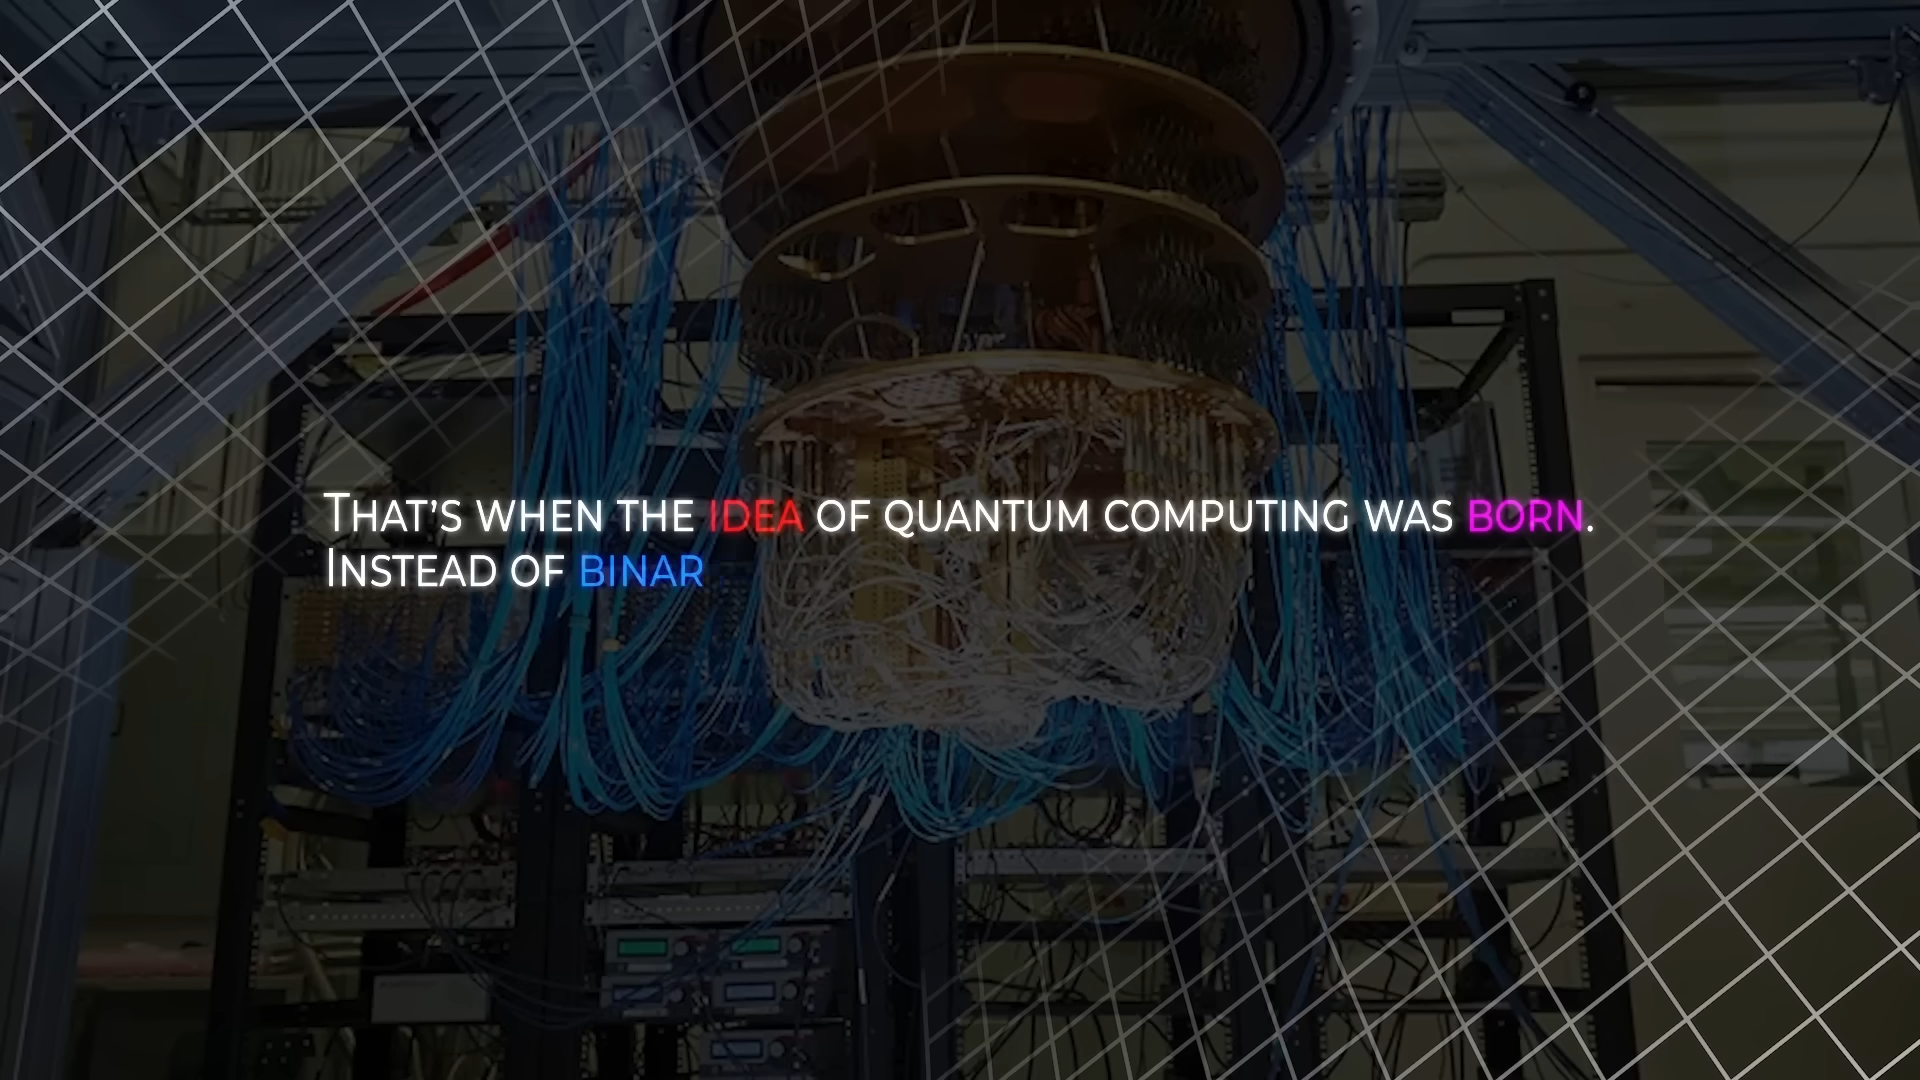 That's when the idea of quantum computing was born.
Instead of binar